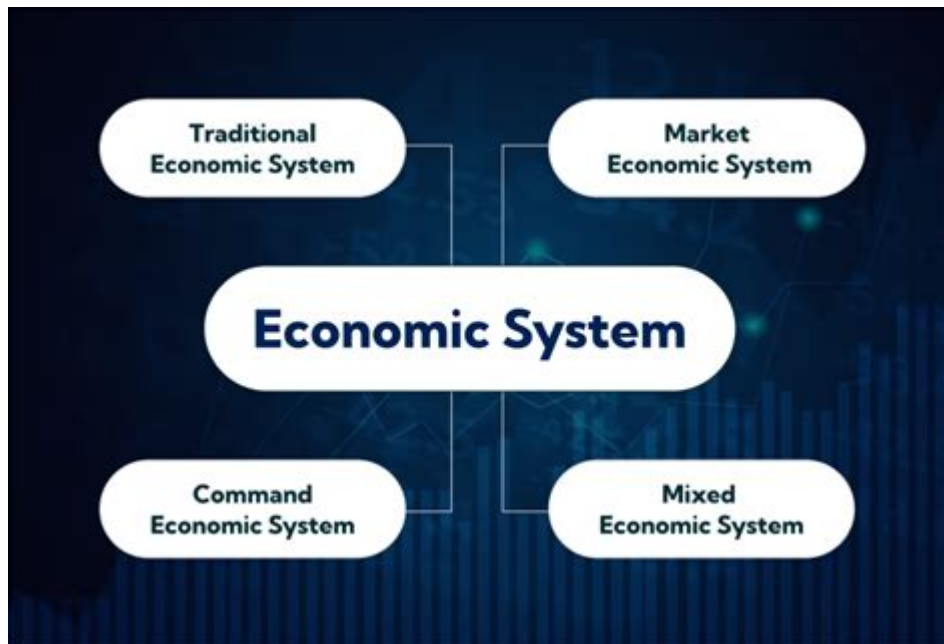 Traditional
Economic System
Market
Economic System
Economic System
Command
Economic System
Mixed
Economic System